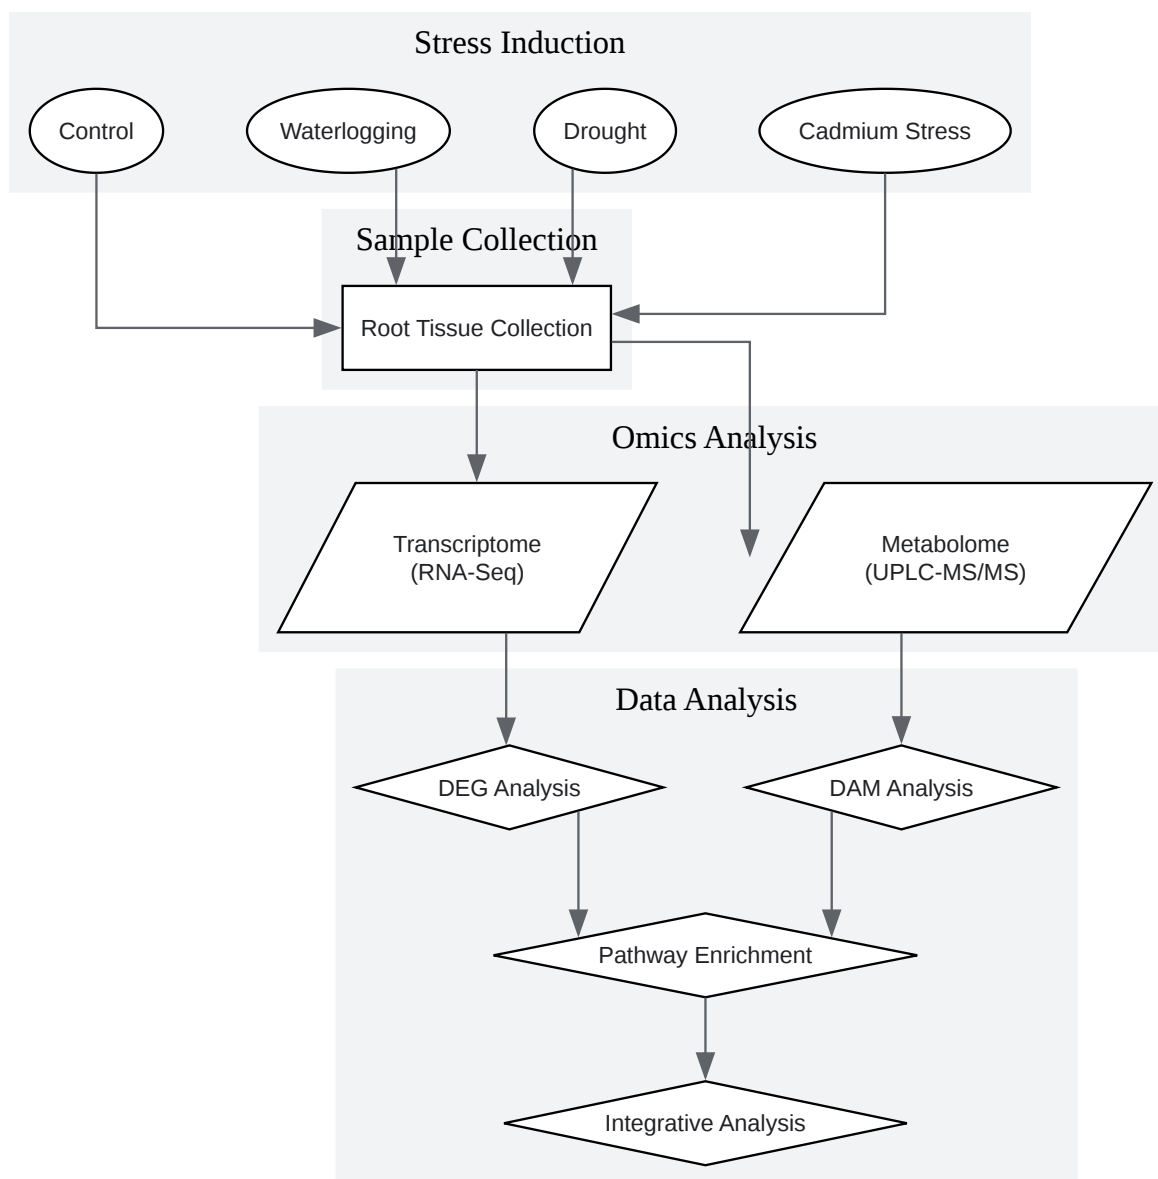 Stress Induction
Control
Waterlogging
Drought
Cadmium Stress
Sample Collection
Root Tissue Collection
Omics Analysis
Transcriptome
(RNA-Seq)
Metabolome
(UPLC-MS/MS)
Data Analysis
DEG Analysis
DAM Analysis
Pathway Enrichment
Integrative Analysis